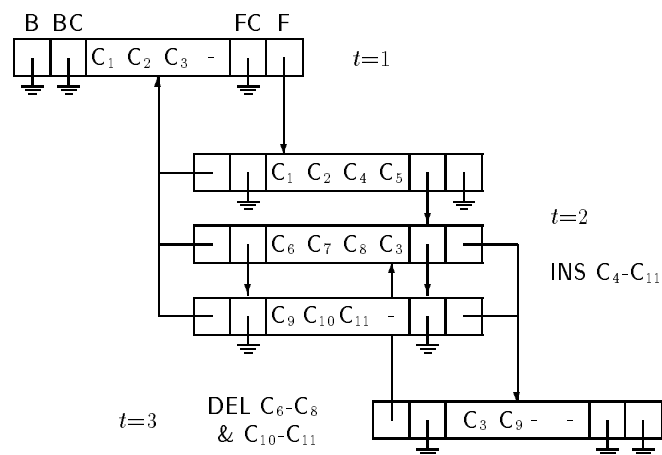 B BC FC F
C₁ C₂ C₃ - t=1
C₁ C₂ C₄ C₅
t=2
C₆ C₇ C₈ C₃
INS C₄-C₁₁
C₉ C₁₀ C₁₁ -
DEL C₆-C₈
t=3
C₃ C₉ - -
& C₁₀-C₁₁